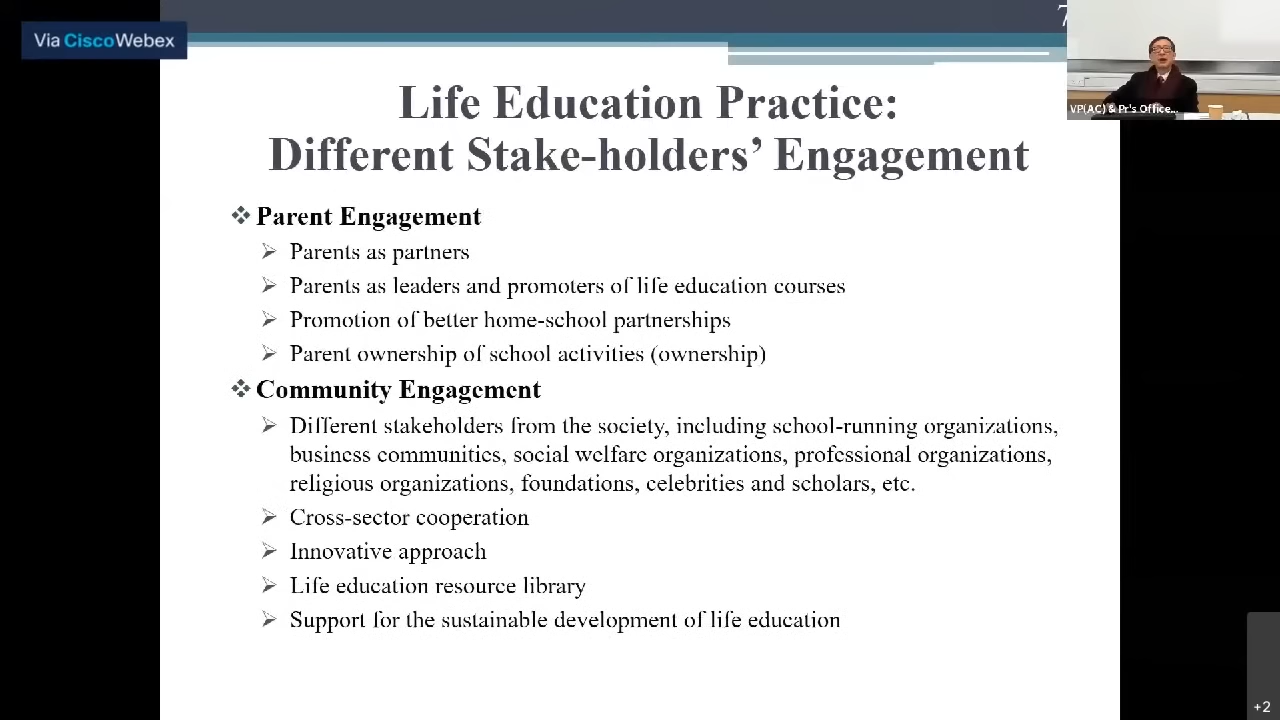 Via CiscoWebex
7
VP(AC) & Pr's Office...
Life Education Practice:
Different Stake-holders’ Engagement
Parent Engagement
Parents as partners
Parents as leaders and promoters of life education courses
Promotion of better home-school partnerships
Parent ownership of school activities (ownership)
Community Engagement
Different stakeholders from the society, including school-running organizations,
business communities, social welfare organizations, professional organizations,
religious organizations, foundations, celebrities and scholars, etc.
Cross-sector cooperation
Innovative approach
Life education resource library
Support for the sustainable development of life education
+2